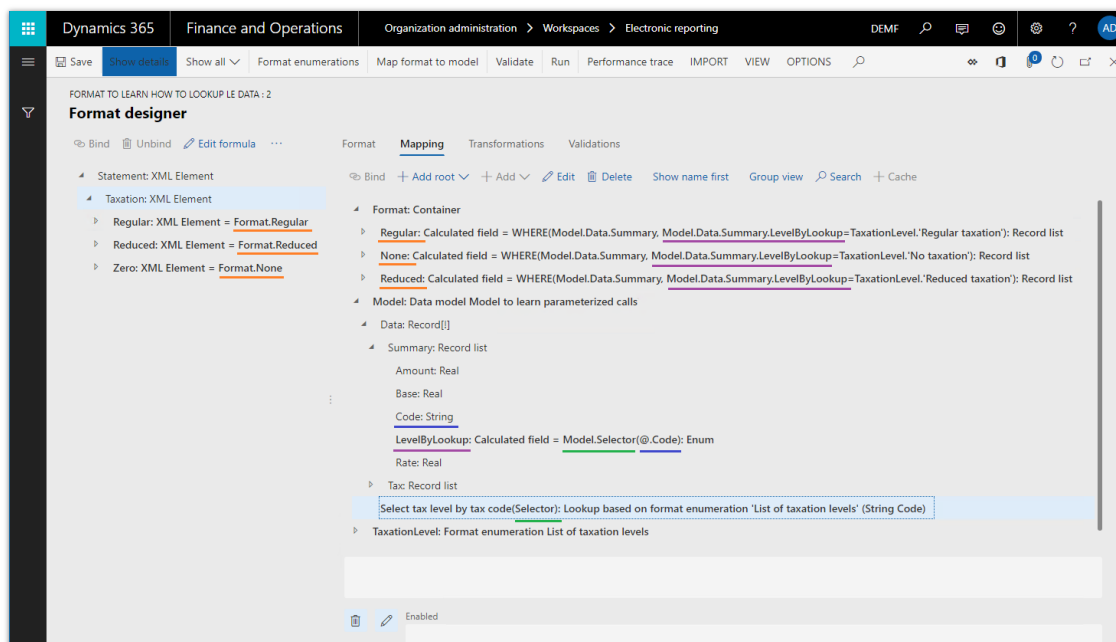 Dynamics 365 Finance and Operations Organization administration > Workspaces > Electronic reporting DEMF ? AD
Save Show details Show all Format enumerations Map format to model Validate Run Performance trace IMPORT VIEW OPTIONS 0
FORMAT TO LEARN HOW TO LOOKUP LE DATA : 2
Format designer
Bind Unbind Edit formula ...
Format Mapping Transformations Validations
Statement: XML Element
Taxation: XML Element
Regular: XML Element = Format.Regular
Reduced: XML Element = Format.Reduced
Zero: XML Element = Format.None
Bind + Add root + Add Edit Delete Show name first Group view Search + Cache
Format: Container
Regular: Calculated field = WHERE(Model.Data.Summary, Model.Data.Summary.LevelByLookup=TaxationLevel.'Regular taxation'): Record list
None: Calculated field = WHERE(Model.Data.Summary, Model.Data.Summary.LevelByLookup=TaxationLevel.'No taxation'): Record list
Reduced: Calculated field = WHERE(Model.Data.Summary, Model.Data.Summary.LevelByLookup=TaxationLevel.'Reduced taxation'): Record list
Model: Data model Model to learn parameterized calls
Data: Record[!]
Summary: Record list
Amount: Real
Base: Real
Code: String
LevelByLookup: Calculated field = Model.Selector(@.Code): Enum
Rate: Real
Tax: Record list
Select tax level by tax code(Selector): Lookup based on format enumeration 'List of taxation levels' (String Code)
TaxationLevel: Format enumeration List of taxation levels
Enabled